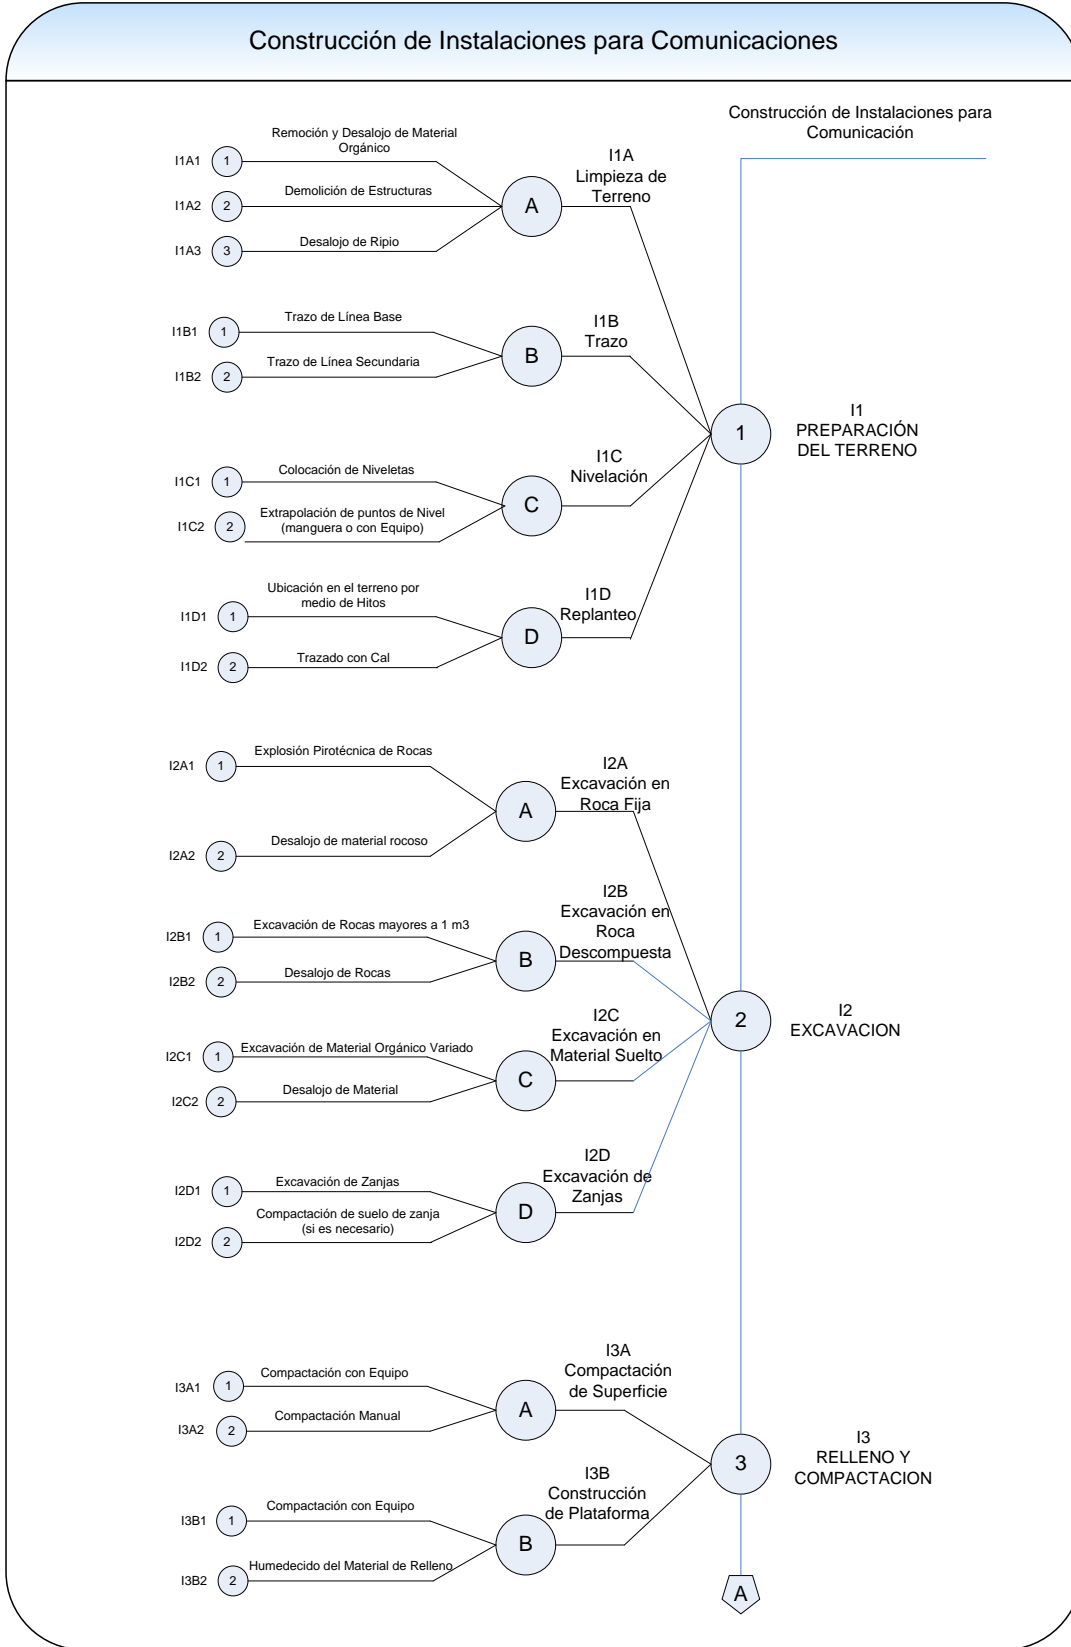 Construcción de Instalaciones para Comunicaciones
Construcción de Instalaciones para
Comunicación
Remoción y Desalojo de Material
Orgánico
I1A1
1
Demolición de Estructuras
I1A2
2
Desalojo de Ripio
I1A3
3
A
I1A
Limpieza de
Terreno
Trazo de Línea Base
I1B1
1
Trazo de Línea Secundaria
I1B2
2
B
I1B
Trazo
1
I1
PREPARACIÓN
DEL TERRENO
Colocación de Niveletas
I1C1
1
Extrapolación de puntos de Nivel
(manguera o con Equipo)
I1C2
2
C
I1C
Nivelación
Ubicación en el terreno por
medio de Hitos
I1D1
1
Trazado con Cal
I1D2
2
D
I1D
Replanteo
Explosión Pirotécnica de Rocas
I2A1
1
Desalojo de material rocoso
I2A2
2
A
I2A
Excavación en
Roca Fija
Excavación de Rocas mayores a 1 m3
I2B1
1
Desalojo de Rocas
I2B2
2
B
I2B
Excavación en
Roca
Descompuesta
2
I2
EXCAVACION
Excavación de Material Orgánico Variado
I2C1
1
Desalojo de Material
I2C2
2
C
I2C
Excavación en
Material Suelto
Excavación de Zanjas
I2D1
1
Compactación de suelo de zanja
(si es necesario)
I2D2
2
D
I2D
Excavación de
Zanjas
Compactación con Equipo
I3A1
1
Compactación Manual
I3A2
2
A
I3A
Compactación
de Superficie
3
I3
RELLENO Y
COMPACTACION
Compactación con Equipo
I3B1
1
Humedecido del Material de Relleno
I3B2
2
B
I3B
Construcción
de Plataforma
A